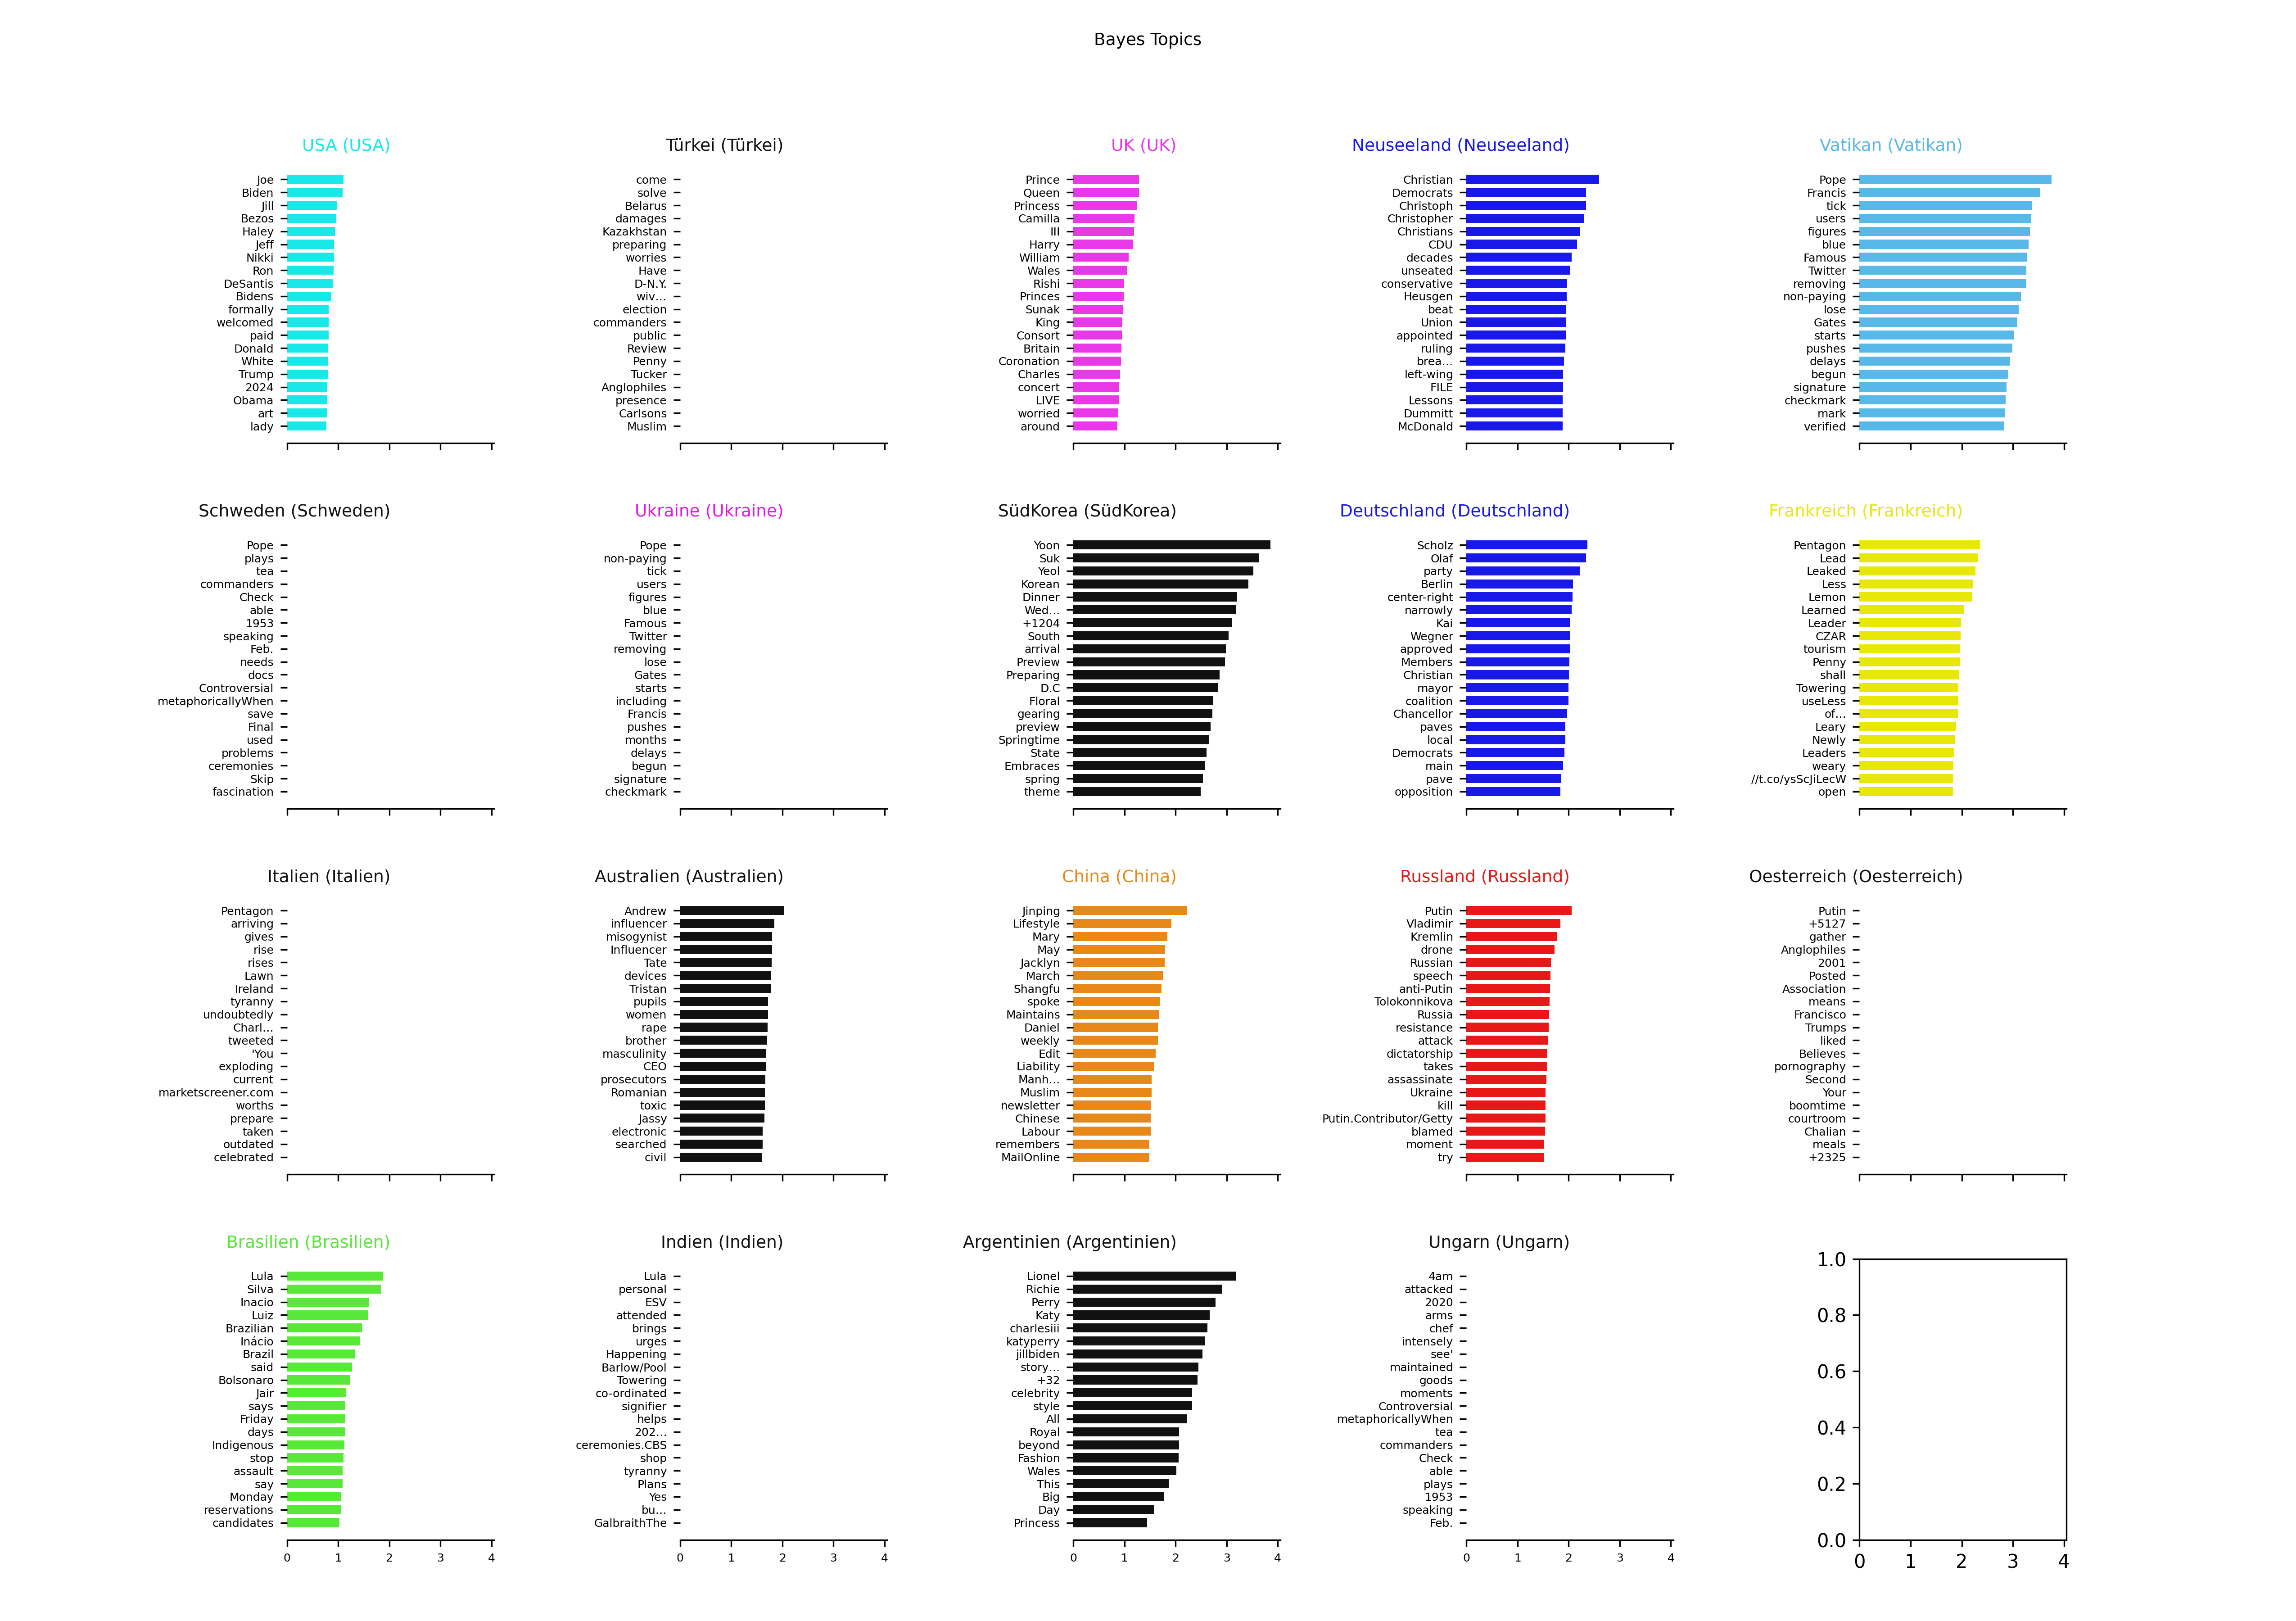 Bayes Topics
USA (USA)
Joe
Biden
Jill
Bezos
Haley
Jeff
Nikki
Ron
DeSantis
Bidens
formally
welcomed
paid
Donald
White
Trump
2024
Obama
art
lady
Türkei (Türkei)
come
solve
Belarus
damages
Kazakhstan
preparing
worries
Have
D-N.Y.
wiv...
election
commanders
public
Review
Penny
Tucker
Anglophiles
presence
Carlsons
Muslim
UK (UK)
Prince
Queen
Princess
Camilla
III
Harry
William
Wales
Rishi
Princes
Sunak
King
Consort
Britain
Coronation
Charles
concert
LIVE
worried
around
Neuseeland (Neuseeland)
Christian
Democrats
Christoph
Christopher
Christians
CDU
decades
unseated
conservative
Heusgen
beat
Union
appointed
ruling
brea...
left-wing
FILE
Lessons
Dummitt
McDonald
Vatikan (Vatikan)
Pope
Francis
tick
users
figures
blue
Famous
Twitter
removing
non-paying
lose
Gates
starts
pushes
delays
begun
signature
checkmark
mark
verified
Schweden (Schweden)
Pope
plays
tea
commanders
Check
able
1953
speaking
Feb.
needs
docs
Controversial
metaphoricallyWhen
save
Final
used
problems
ceremonies
Skip
fascination
Ukraine (Ukraine)
Pope
non-paying
tick
users
figures
blue
Famous
Twitter
removing
lose
Gates
starts
including
Francis
pushes
months
delays
begun
signature
checkmark
SüdKorea (SüdKorea)
Yoon
Suk
Yeol
Korean
Dinner
Wed...
+1204
South
arrival
Preview
Preparing
D.C
Floral
gearing
preview
Springtime
State
Embraces
spring
theme
Deutschland (Deutschland)
Scholz
Olaf
party
Berlin
center-right
narrowly
Kai
Wegner
approved
Members
Christian
mayor
coalition
Chancellor
paves
local
Democrats
main
pave
opposition
Frankreich (Frankreich)
Pentagon
Lead
Leaked
Less
Lemon
Learned
Leader
CZAR
tourism
Penny
shall
Towering
useLess
of...
Leary
Newly
Leaders
weary
//t.co/ysScJiLecW
open
Italien (Italien)
Pentagon
arriving
gives
rise
rises
Lawn
Ireland
tyranny
undoubtedly
Charl...
tweeted
'You
exploding
current
marketscreener.com
worths
prepare
taken
outdated
celebrated
Australien (Australien)
Andrew
influencer
misogynist
Influencer
Tate
devices
Tristan
pupils
women
rape
brother
masculinity
CEO
prosecutors
Romanian
toxic
Jassy
electronic
searched
civil
China (China)
Jinping
Lifestyle
Mary
May
Jacklyn
March
Shangfu
spoke
Maintains
Daniel
weekly
Edit
Liability
Manh...
Muslim
newsletter
Chinese
Labour
remembers
MailOnline
Russland (Russland)
Putin
Vladimir
Kremlin
drone
Russian
speech
anti-Putin
Tolokonnikova
Russia
resistance
attack
dictatorship
takes
assassinate
Ukraine
kill
Putin.Contributor/Getty
blamed
moment
try
Oesterreich (Oesterreich)
Putin
+5127
gather
Anglophiles
2001
Posted
Association
means
Francisco
Trumps
liked
Believes
pornography
Second
Your
boomtime
courtroom
Chalian
meals
+2325
Brasilien (Brasilien)
Lula
Silva
Inacio
Luiz
Brazilian
Inácio
Brazil
said
Bolsonaro
Jair
says
Friday
days
Indigenous
stop
assault
say
Monday
reservations
candidates
0 1 2 3 4
Indien (Indien)
Lula
personal
ESV
attended
brings
urges
Happening
Barlow/Pool
Towering
co-ordinated
signifier
helps
202...
ceremonies.CBS
shop
tyranny
Plans
Yes
bu...
GalbraithThe
0 1 2 3 4
Argentinien (Argentinien)
Lionel
Richie
Perry
Katy
charlesiii
katyperry
jillbiden
story...
+32
celebrity
style
All
Royal
beyond
Fashion
Wales
This
Big
Day
Princess
0 1 2 3 4
Ungarn (Ungarn)
4am
attacked
2020
arms
chef
intensely
see'
maintained
goods
moments
Controversial
metaphoricallyWhen
tea
commanders
Check
able
plays
1953
speaking
Feb.
0 1 2 3 4
1.0
0.8
0.6
0.4
0.2
0.0
0 1 2 3 4